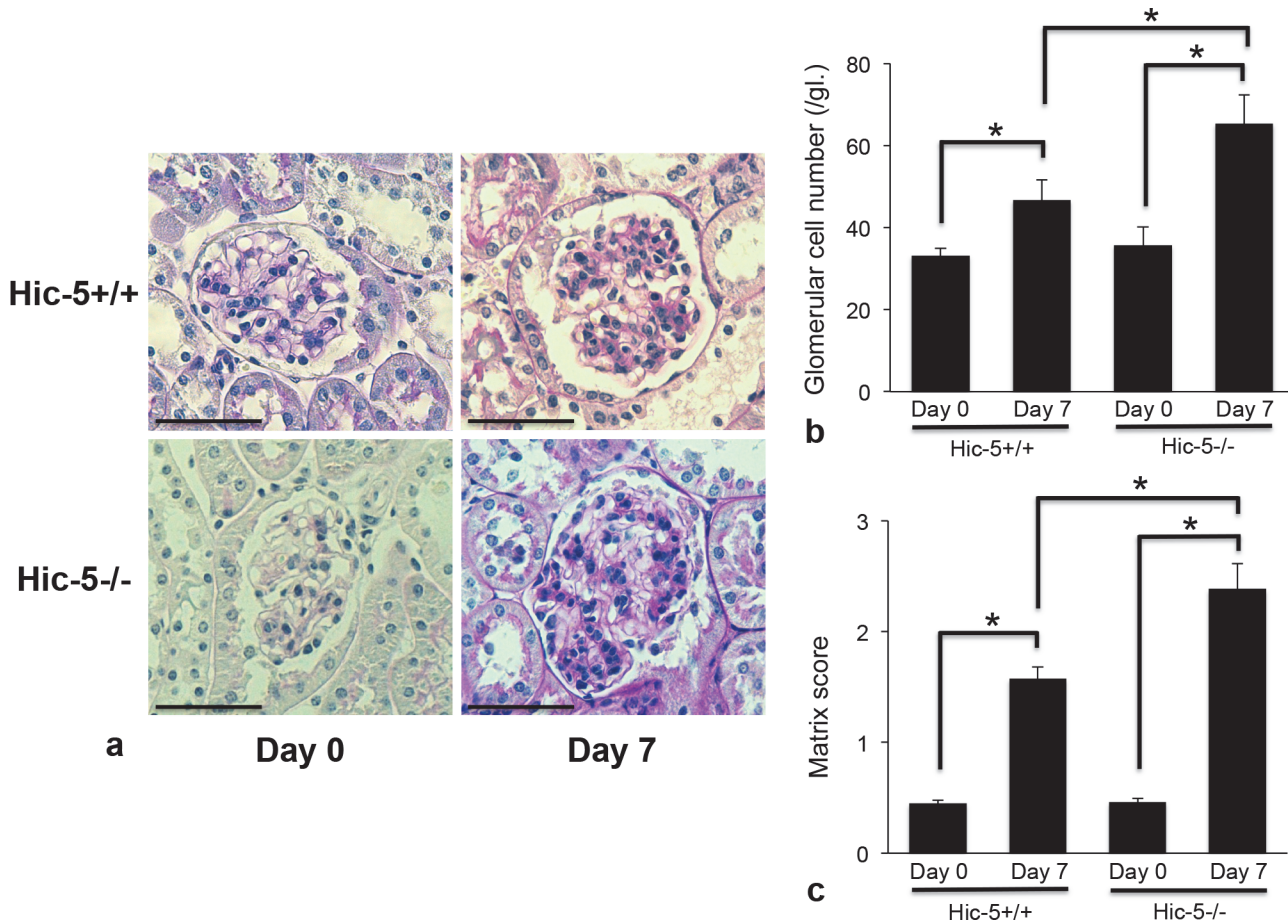 Hic-5+/+
Hic-5-/-
Day 0
Day 7
a
Glomerular cell number (/gl.)
80
60
40
20
0
*
*
*
Day 0
Day 7
Day 0
Day 7
Hic-5+/+
Hic-5-/-
b
Matrix score
3
2
1
0
*
*
*
Day 0
Day 7
Day 0
Day 7
Hic-5+/+
Hic-5-/-
c